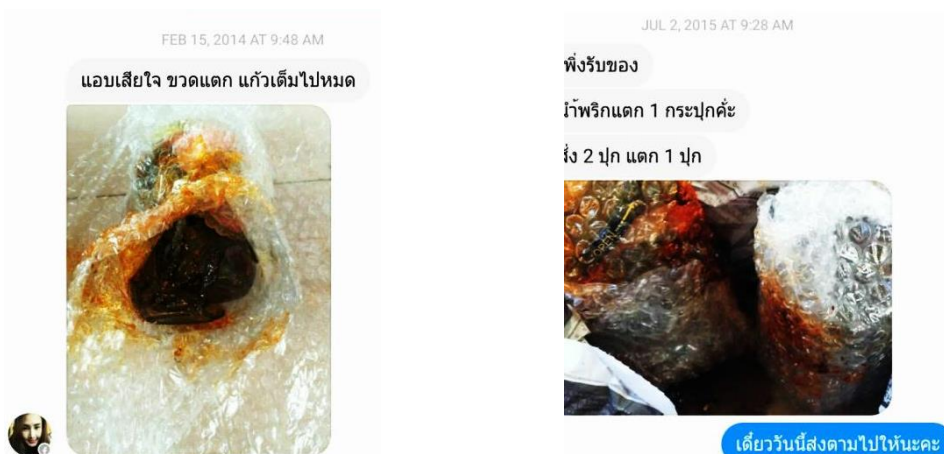 FEB 15, 2014 AT 9:48 AM
แอบเสียใจ ขวดแตก แก้วเต็มไปหมด
JUL 2, 2015 AT 9:28 AM
พึ่งรับของ
น้ำพริกแตก 1 กระปุกค่ะ
สั่ง 2 ปุก แตก 1 ปุก
เดี๋ยววันนี้ส่งตามไปให้นะคะ